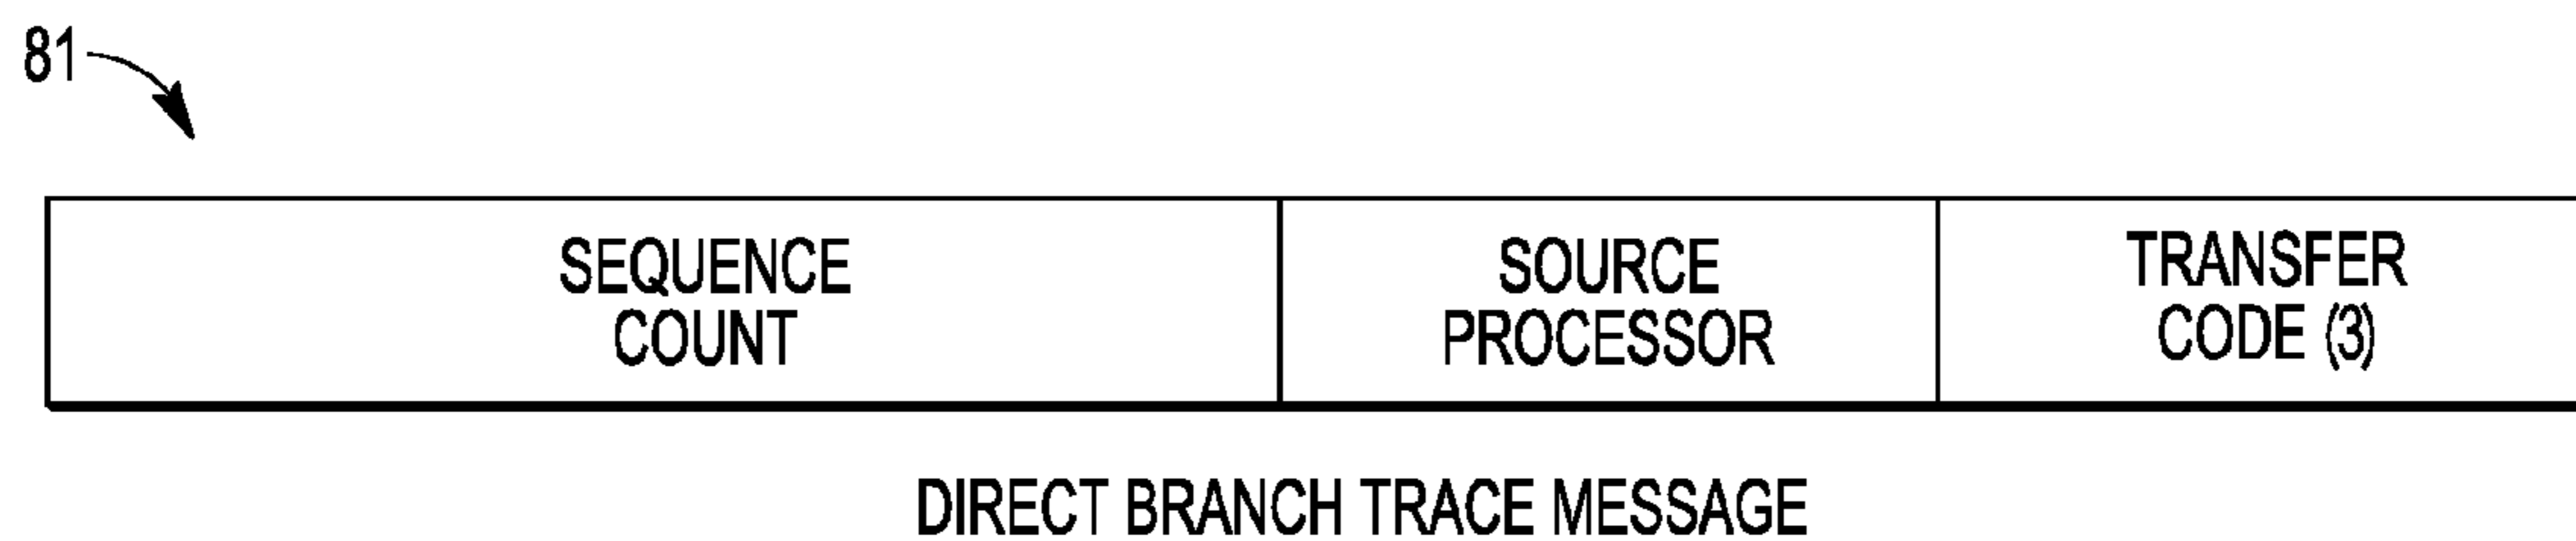 81
SEQUENCE
COUNT
SOURCE
PROCESSOR
TRANSFER
CODE (3)
DIRECT BRANCH TRACE MESSAGE